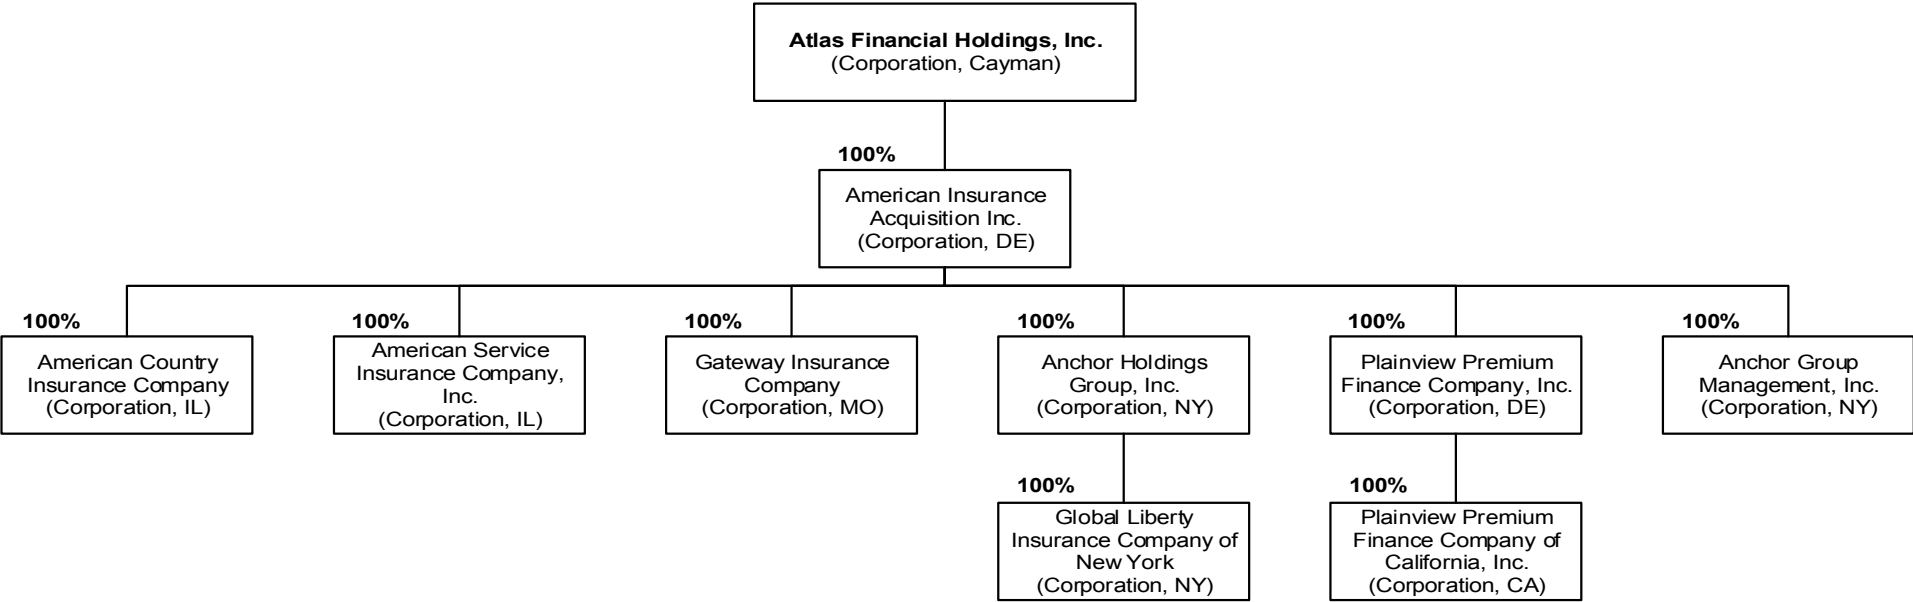 Atlas Financial Holdings, Inc.
(Corporation, Cayman)
100%
American Insurance
Acquisition Inc.
(Corporation, DE)
100%
American Country
Insurance Company
(Corporation, IL)
100%
American Service
Insurance Company,
Inc.
(Corporation, IL)
100%
Gateway Insurance
Company
(Corporation, MO)
100%
Anchor Holdings
Group, Inc.
(Corporation, NY)
100%
Plainview Premium
Finance Company, Inc.
(Corporation, DE)
100%
Anchor Group
Management, Inc.
(Corporation, NY)
100%
Global Liberty
Insurance Company of
New York
(Corporation, NY)
100%
Plainview Premium
Finance Company of
California, Inc.
(Corporation, CA)